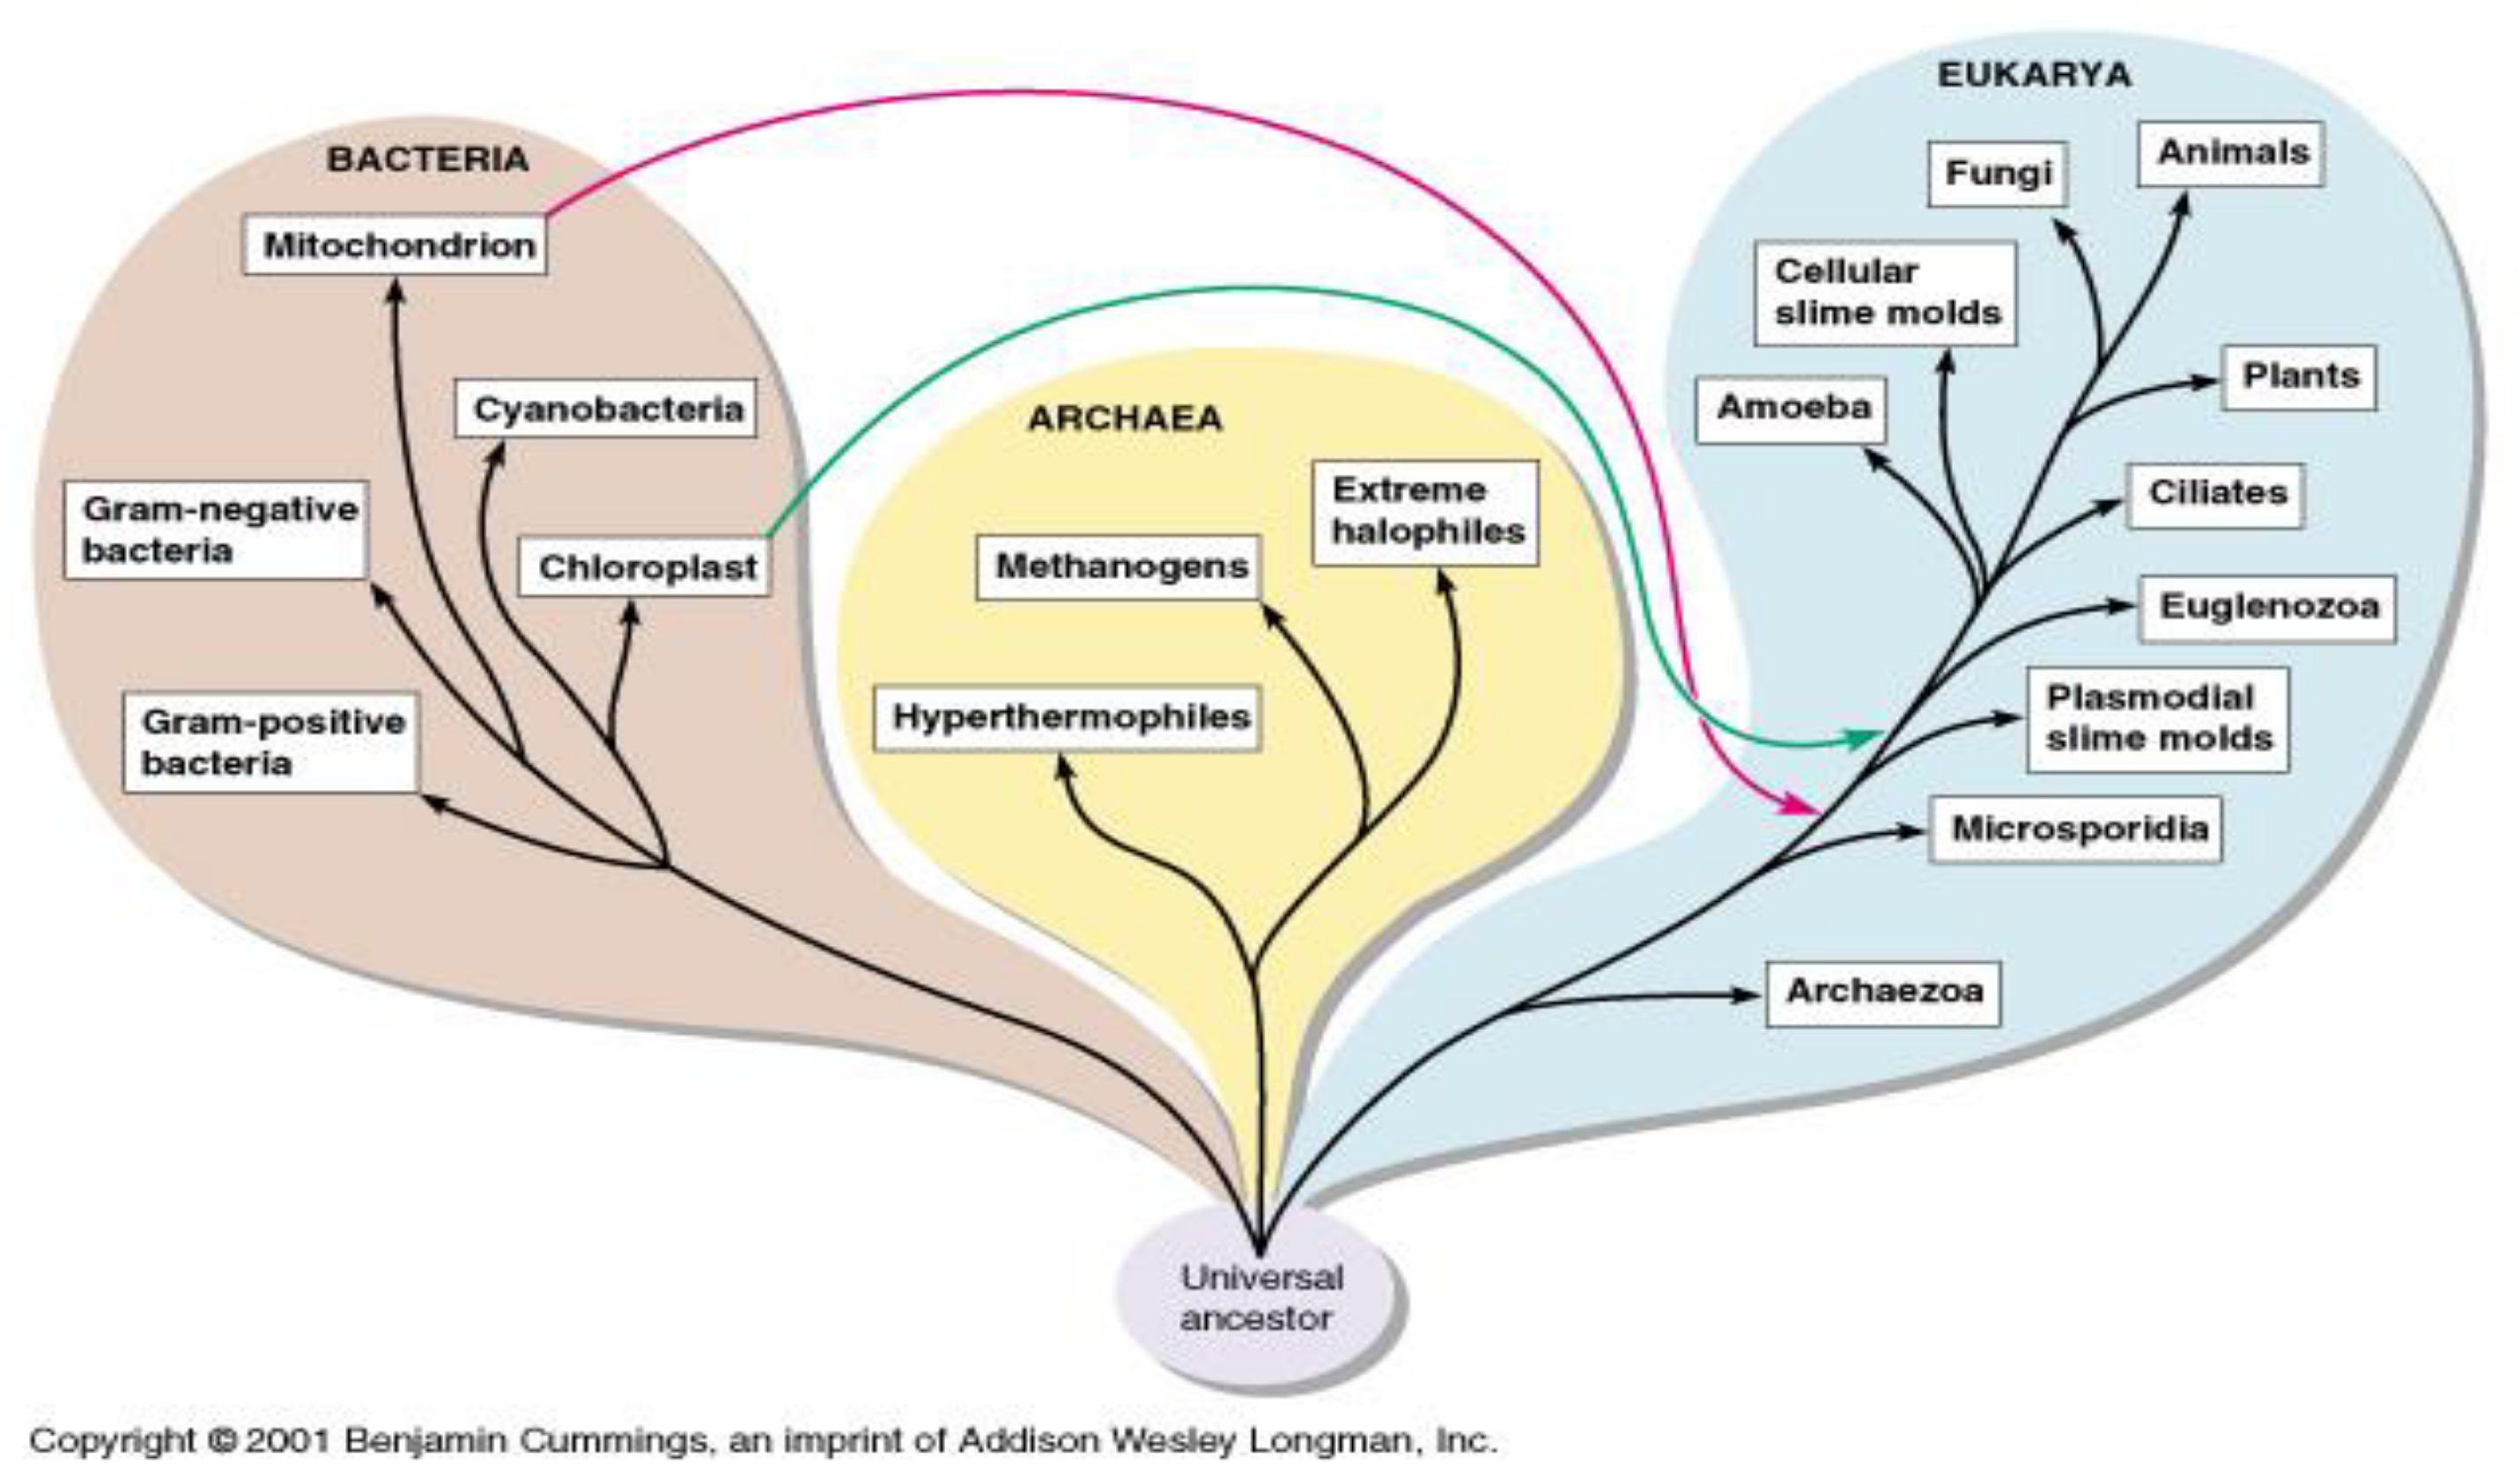 BACTERIA
Mitochondrion
Cyanobacteria
Gram-negative
bacteria
Chloroplast
Gram-positive
bacteria
ARCHAEA
Extreme
halophiles
Methanogens
Hyperthermophiles
EUKARYA
Animals
Fungi
Cellular
slime molds
Plants
Amoeba
Ciliates
Euglenozoa
Plasmodial
slime molds
Microsporidia
Archaezoa
Universal
ancestor
Copyright © 2001 Benjamin Cummings, an imprint of Addison Wesley Longman, Inc.